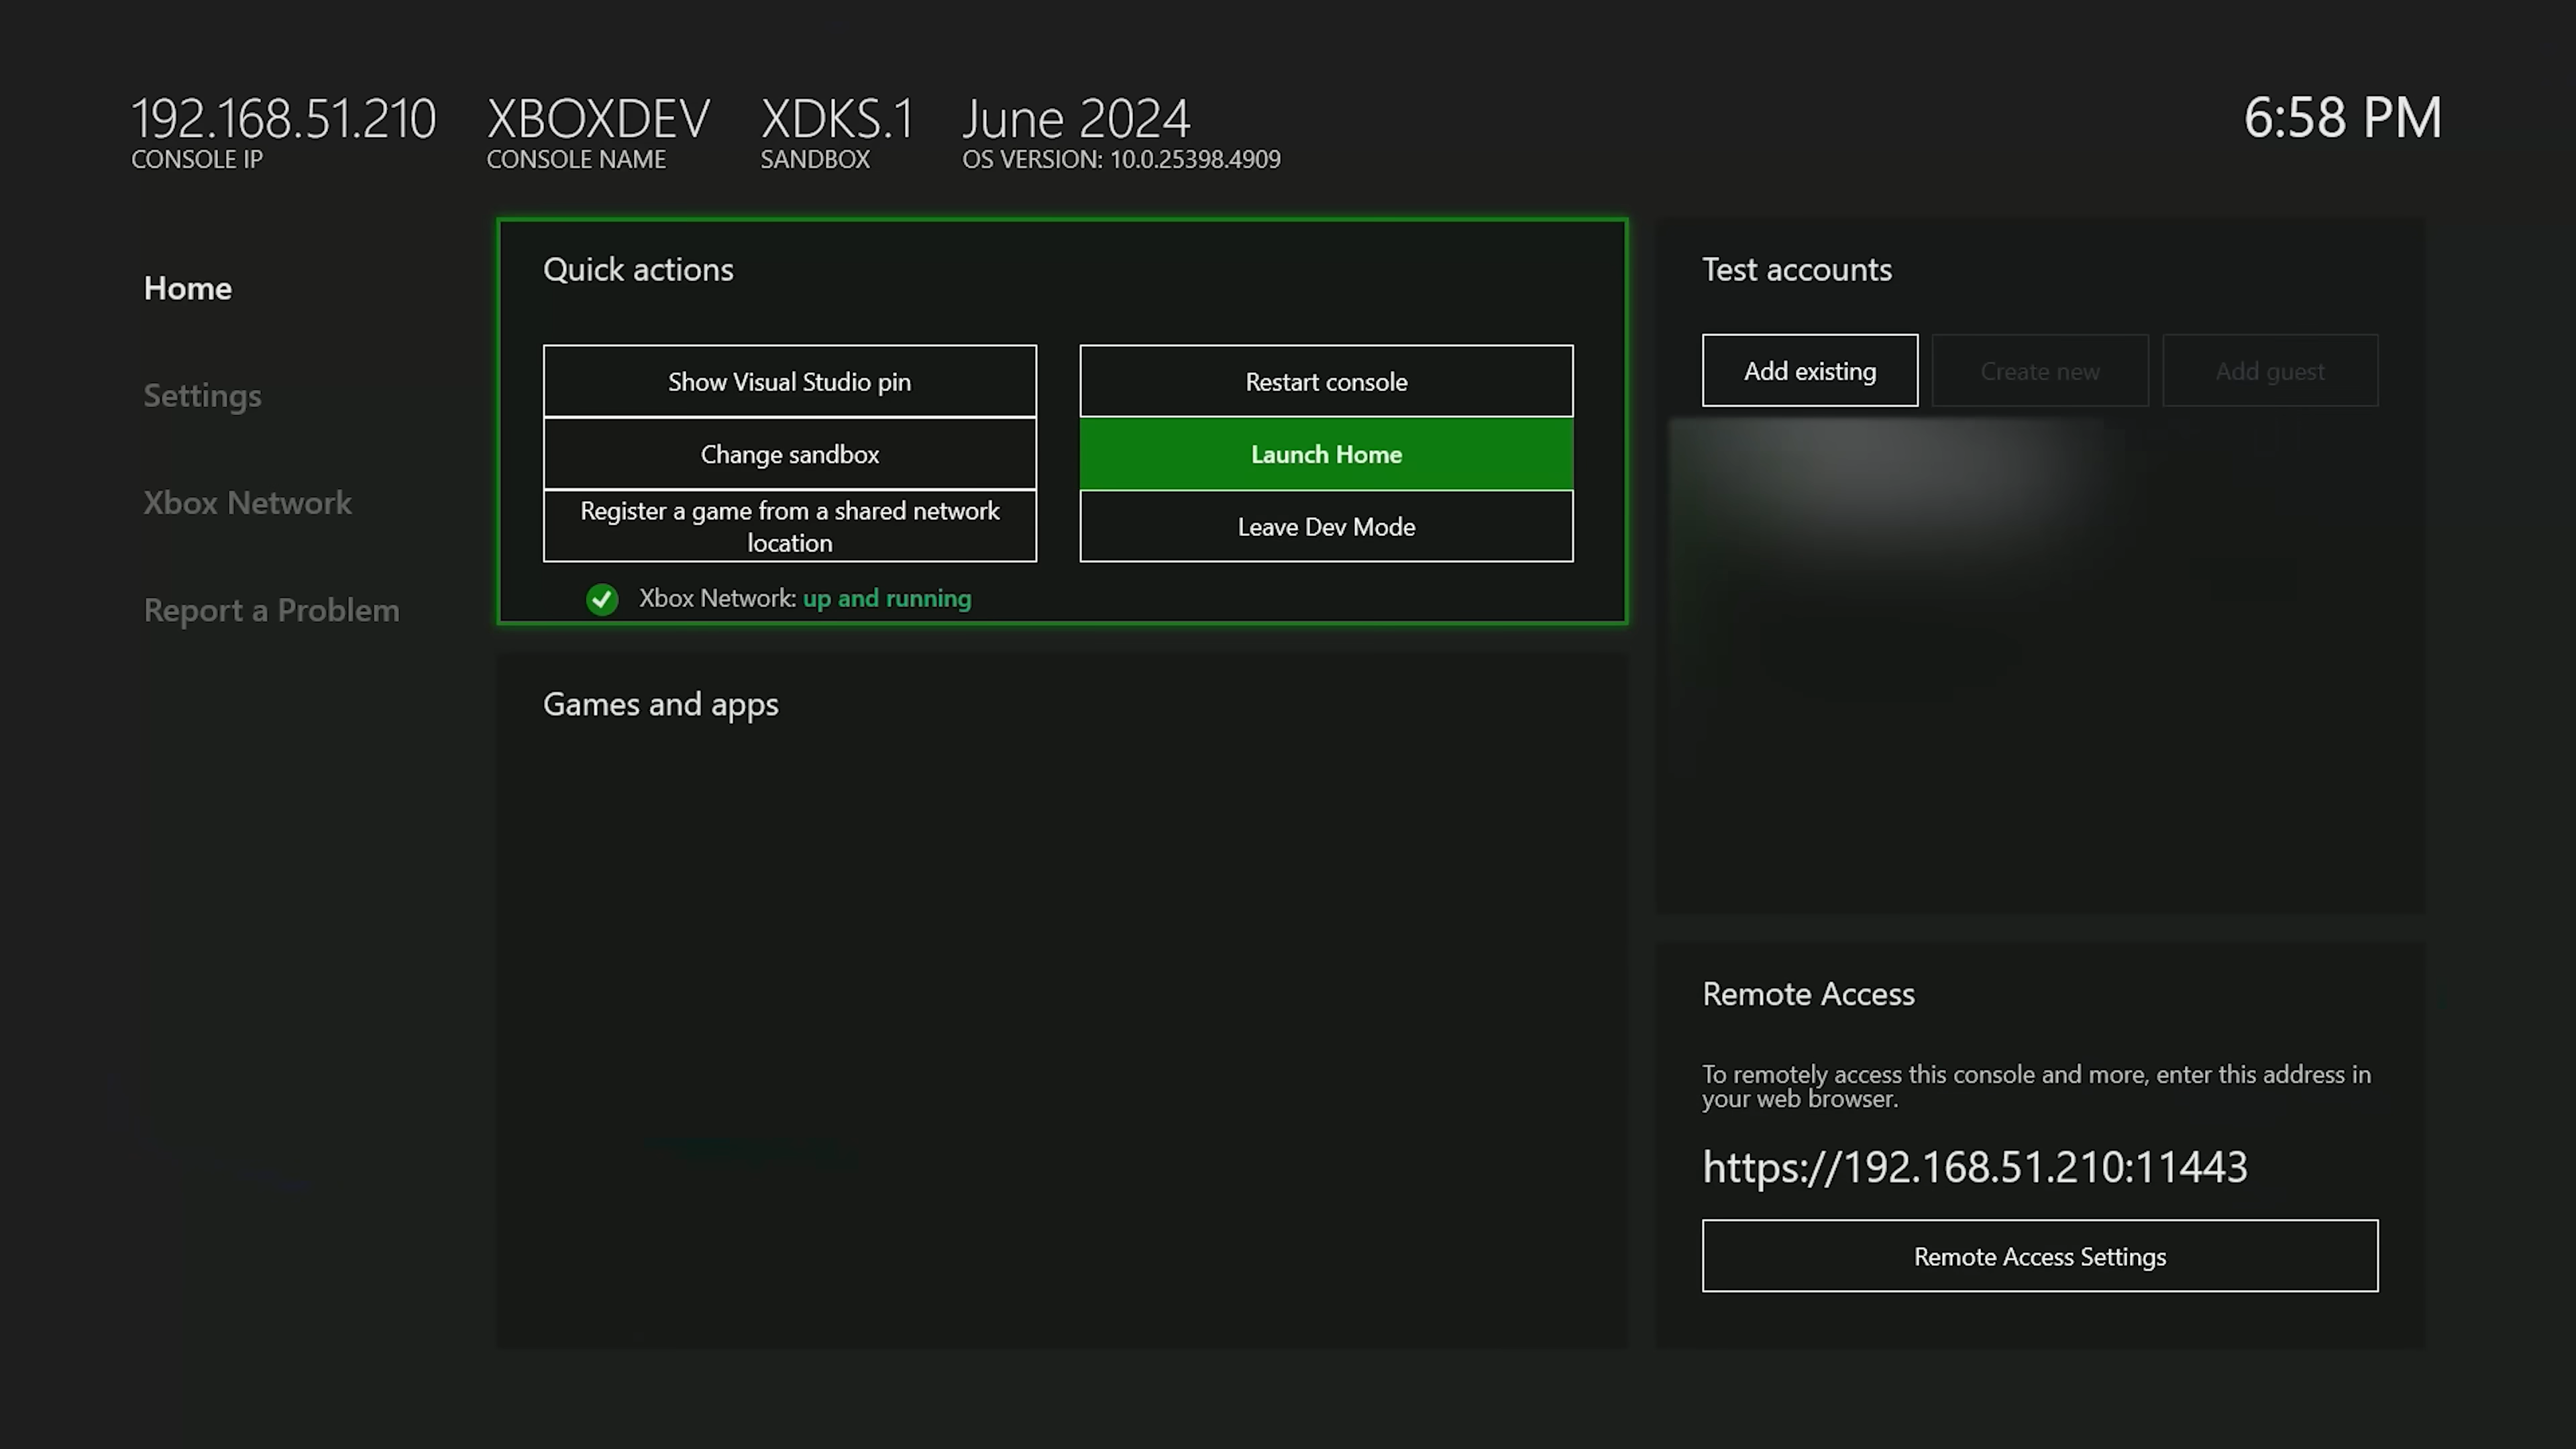 192.168.51.210
CONSOLE IP
XBOXDEV
CONSOLE NAME
XDKS.1
SANDBOX
June 2024
OS VERSION: 10.0.25398.4909
6:58 PM
Home
Settings
Xbox Network
Report a Problem
Quick actions
Show Visual Studio pin
Change sandbox
Register a game from a shared network
location
Restart console
Launch Home
Leave Dev Mode
Xbox Network: up and running
Games and apps
Test accounts
Add existing
Create new
Add guest
Remote Access
To remotely access this console and more, enter this address in
your web browser.
https://192.168.51.210:11443
Remote Access Settings